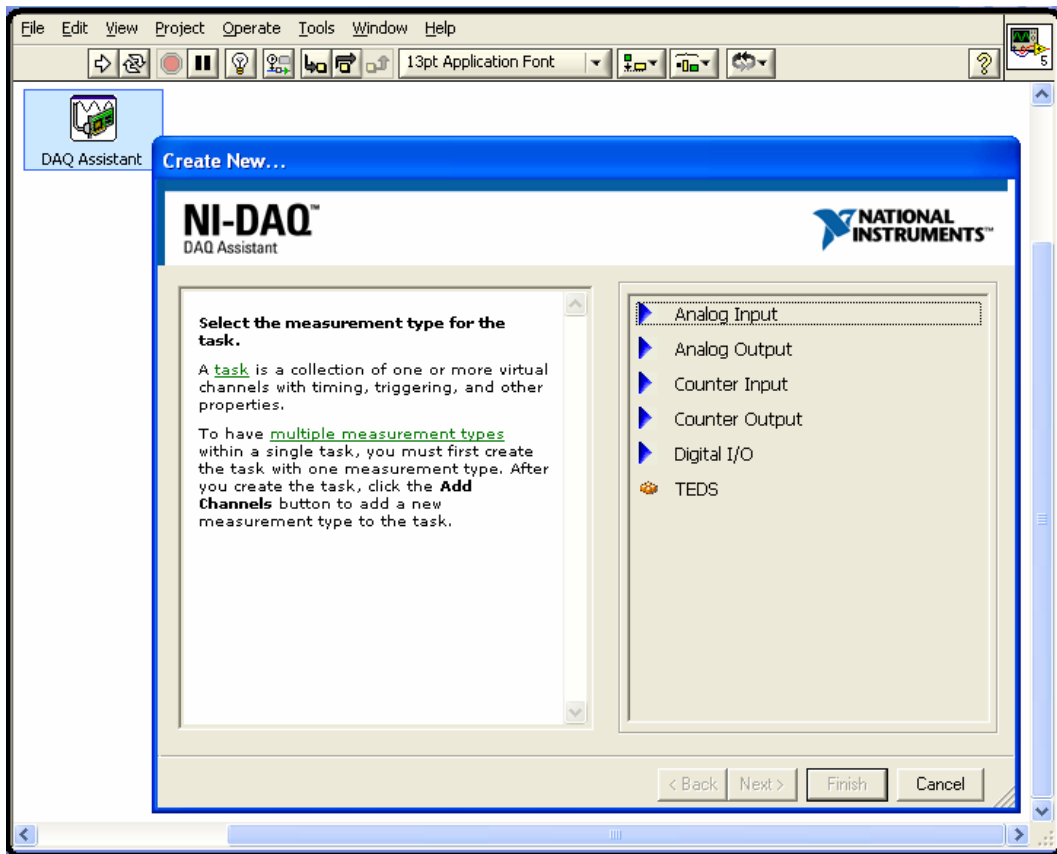 File Edit View Project Operate Tools Window Help
13pt Application Font
?
5
DAQ Assistant
Create New...
NI-DAQ™
DAQ Assistant
NATIONAL
INSTRUMENTS™
Select the measurement type for the
task.
A task is a collection of one or more virtual
channels with timing, triggering, and other
properties.
To have multiple measurement types
within a single task, you must first create
the task with one measurement type. After
you create the task, click the Add
Channels button to add a new
measurement type to the task.
Analog Input
Analog Output
Counter Input
Counter Output
Digital I/O
TEDS
< Back Next > Finish Cancel